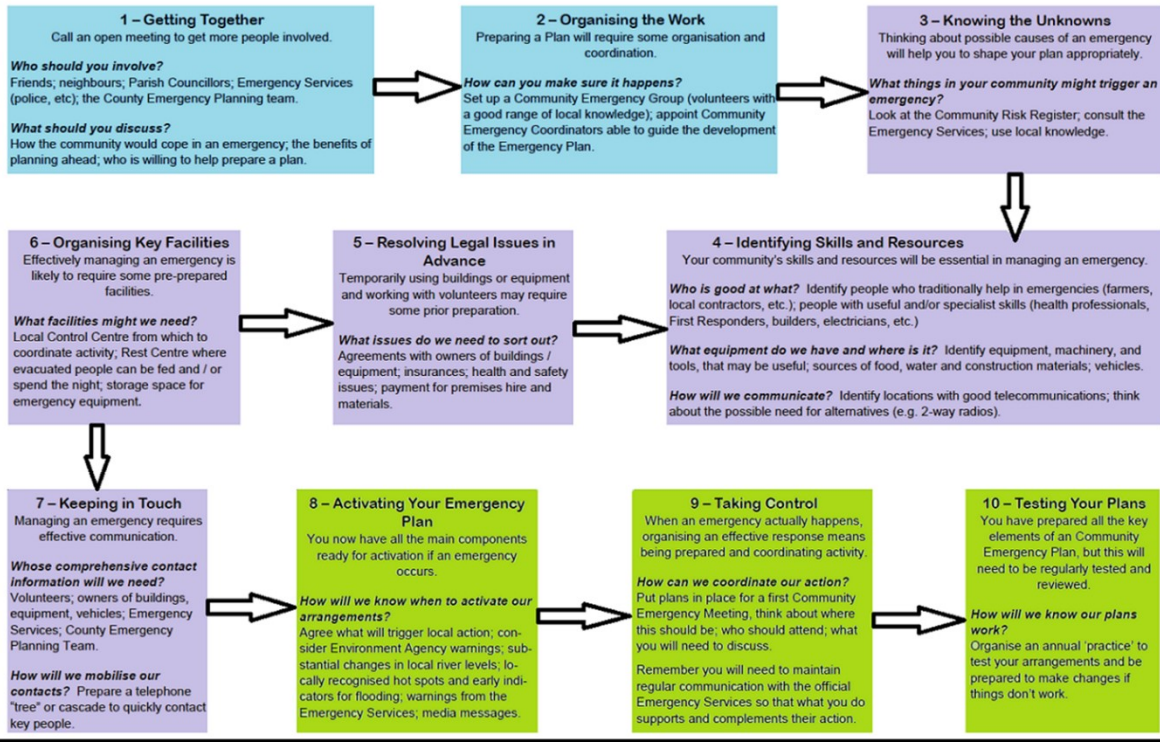 1 – Getting Together
Call an open meeting to get more people involved.
Who should you involve?
Friends; neighbours; Parish Councillors; Emergency Services
(police, etc); the County Emergency Planning team.
What should you discuss?
How the community would cope in an emergency; the benefits of
planning ahead; who is willing to help prepare a plan.
2 – Organising the Work
Preparing a Plan will require some organisation and
coordination.
How can you make sure it happens?
Set up a Community Emergency Group (volunteers with
a good range of local knowledge); appoint Community
Emergency Coordinators able to guide the development
of the Emergency Plan.
3 – Knowing the Unknowns
Thinking about possible causes of an emergency
will help you to shape your plan appropriately.
What things in your community might trigger an
emergency?
Look at the Community Risk Register; consult the
Emergency Services; use local knowledge.
4 – Identifying Skills and Resources
Your community's skills and resources will be essential in managing an emergency.
Who is good at what? Identify people who traditionally help in emergencies (farmers,
local contractors, etc.); people with useful and/or specialist skills (health professionals,
First Responders, builders, electricians, etc.)
What equipment do we have and where is it? Identify equipment, machinery, and
tools, that may be useful; sources of food, water and construction materials; vehicles.
How will we communicate? Identify locations with good telecommunications; think
about the possible need for alternatives (e.g. 2-way radios).
5 – Resolving Legal Issues in
Advance
Temporarily using buildings or equipment
and working with volunteers may require
some prior preparation.
What issues do we need to sort out?
Agreements with owners of buildings /
equipment; insurances; health and safety
issues; payment for premises hire and
materials.
6 – Organising Key Facilities
Effectively managing an emergency is
likely to require some pre-prepared
facilities.
What facilities might we need?
Local Control Centre from which to
coordinate activity; Rest Centre where
evacuated people can be fed and / or
spend the night; storage space for
emergency equipment.
7 – Keeping in Touch
Managing an emergency requires
effective communication.
Whose comprehensive contact
information will we need?
Volunteers; owners of buildings,
equipment, vehicles; Emergency
Services; County Emergency
Planning Team.
How will we mobilise our
contacts? Prepare a telephone
"tree" or cascade to quickly contact
key people.
8 – Activating Your Emergency
Plan
You now have all the main components
ready for activation if an emergency
occurs.
How will we know when to activate our
arrangements?
Agree what will trigger local action; con-
sider Environment Agency warnings; sub-
stantial changes in local river levels; lo-
cally recognised hot spots and early indi-
cators for flooding; warnings from the
Emergency Services; media messages.
9 – Taking Control
When an emergency actually happens,
organising an effective response means
being prepared and coordinating activity.
How can we coordinate our action?
Put plans in place for a first Community
Emergency Meeting, think about where
this should be; who should attend; what
you will need to discuss.
Remember you will need to maintain
regular communication with the official
Emergency Services so that what you do
supports and complements their action.
10 – Testing Your Plans
You have prepared all the key
elements of an Community
Emergency Plan, but this will
need to be regularly tested and
reviewed.
How will we know our plans
work?
Organise an annual 'practice' to
test your arrangements and be
prepared to make changes if
things don't work.